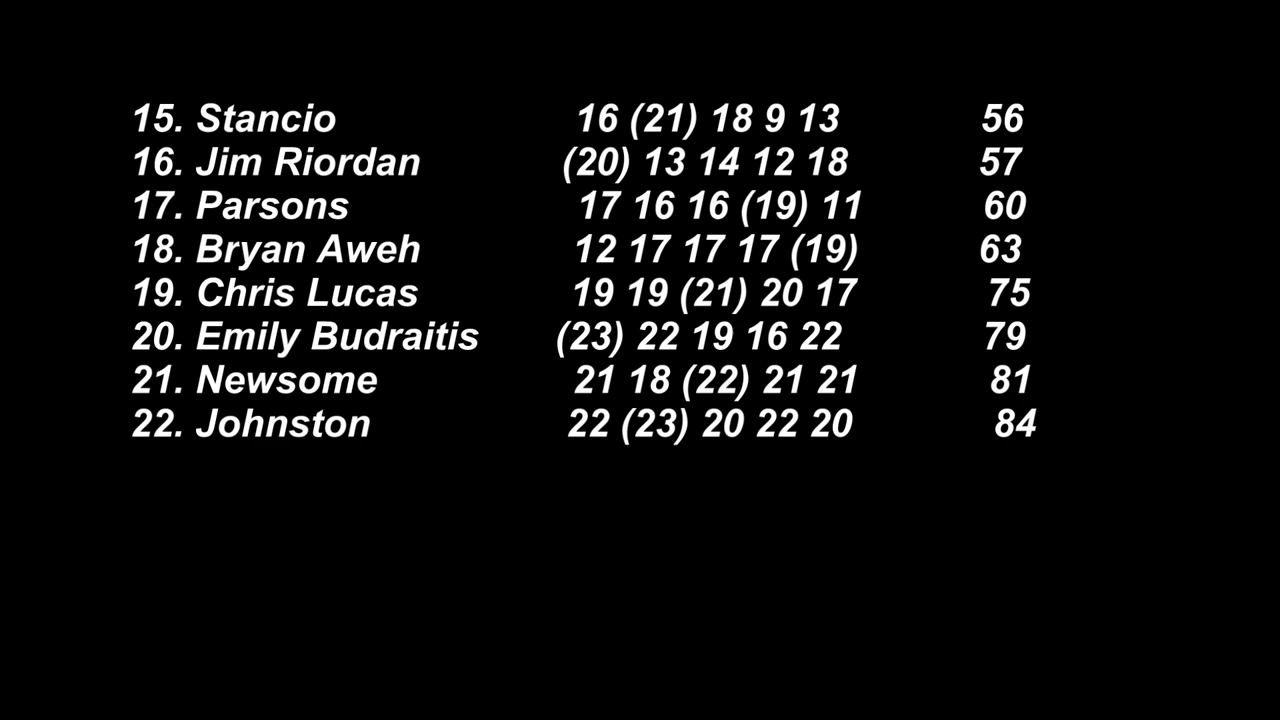 15. Stancio 16 (21) 18 9 13 56
16. Jim Riordan (20) 13 14 12 18 57
17. Parsons 17 16 16 (19) 11 60
18. Bryan Aweh 12 17 17 17 (19) 63
19. Chris Lucas 19 19 (21) 20 17 75
20. Emily Budraitis (23) 22 19 16 22 79
21. Newsome 21 18 (22) 21 21 81
22. Johnston 22 (23) 20 22 20 84